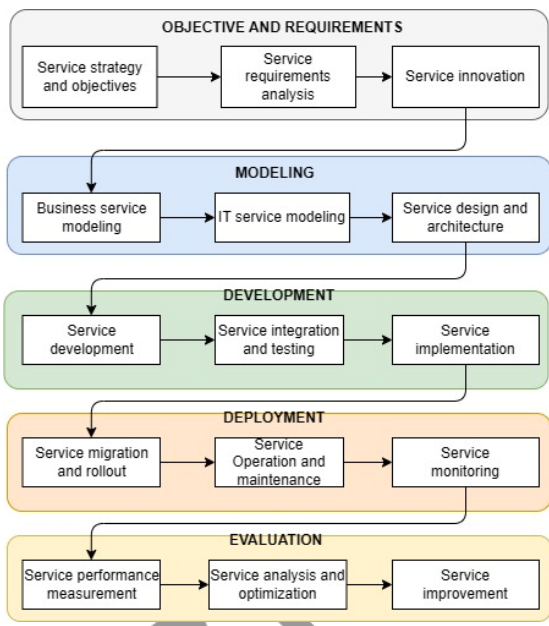 OBJECTIVE AND REQUIREMENTS
Service strategy
and objectives
Service
requirements
analysis
Service innovation
MODELING
Business service
modeling
IT service modeling
Service design and
architecture
DEVELOPMENT
Service
development
Service integration
and testing
Service
implementation
DEPLOYMENT
Service migration
and rollout
Service
Operation and
maintenance
Service
monitoring
EVALUATION
Service performance
measurement
Service analysis and
optimization
Service
improvement